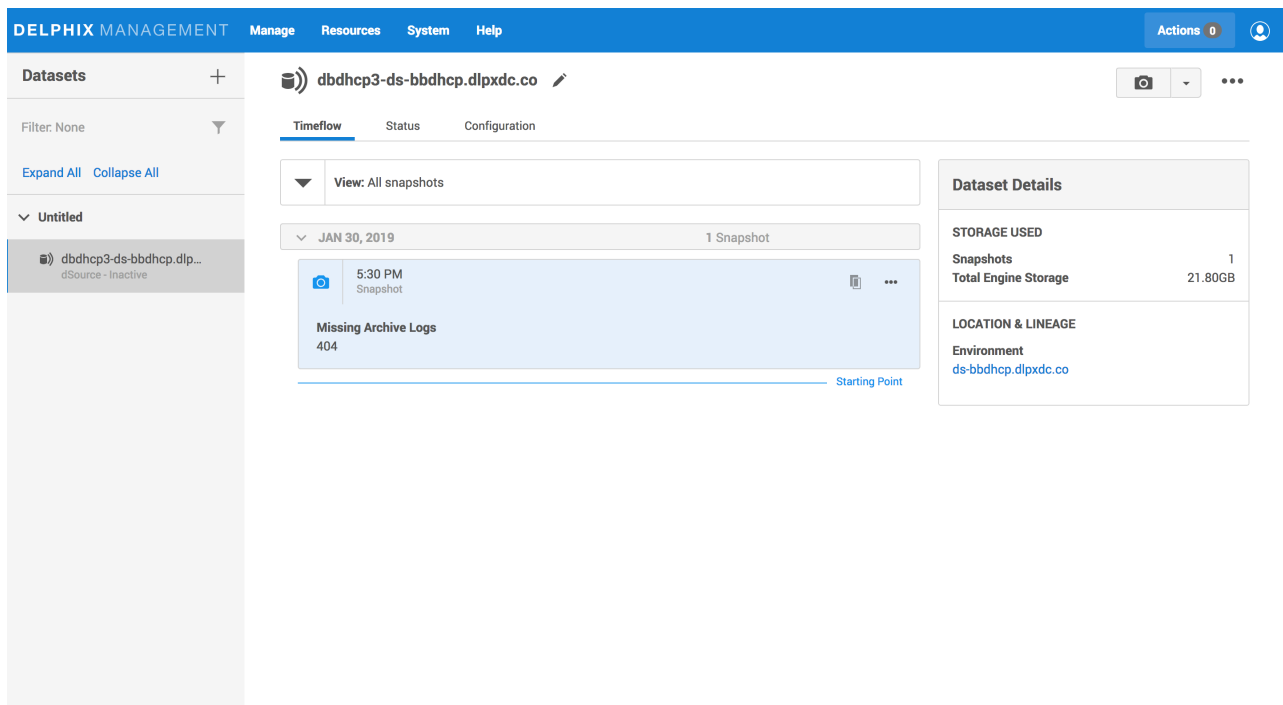 DELPHIX MANAGEMENT Manage Resources System Help Actions 0
Datasets
Filter: None
Expand All Collapse All
Untitled
dbdhcp3-ds-bbdhcp.dlp...
dSource - Inactive
dbdhcp3-ds-bbdhcp.dlpxdc.co
Timeflow Status Configuration
View: All snapshots
JAN 30, 2019 1 Snapshot
5:30 PM
Snapshot
Missing Archive Logs
404
Starting Point
Dataset Details
STORAGE USED
Snapshots 1
Total Engine Storage 21.80GB
LOCATION & LINEAGE
Environment
ds-bbdhcp.dlpxdc.co